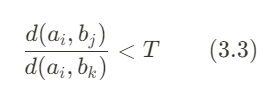 d(a_i, b_j) / d(a_i, b_k) < T (3.3)